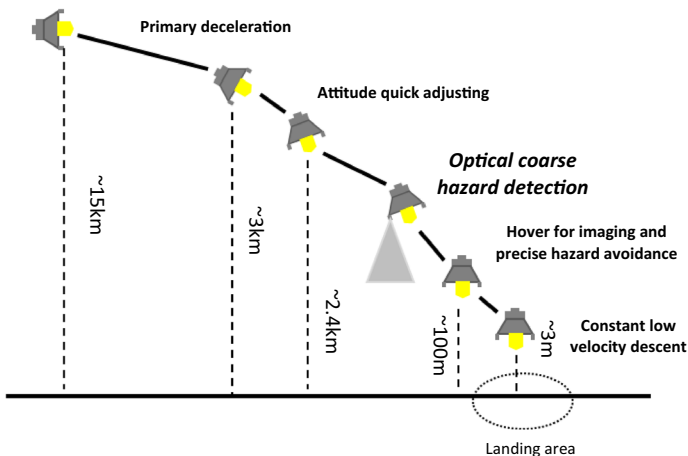 Primary deceleration
Attitude quick adjusting
Optical coarse
hazard detection
Hover for imaging and
precise hazard avoidance
Constant low
velocity descent
~15km
~3km
~2.4km
~100m
~3m
Landing area